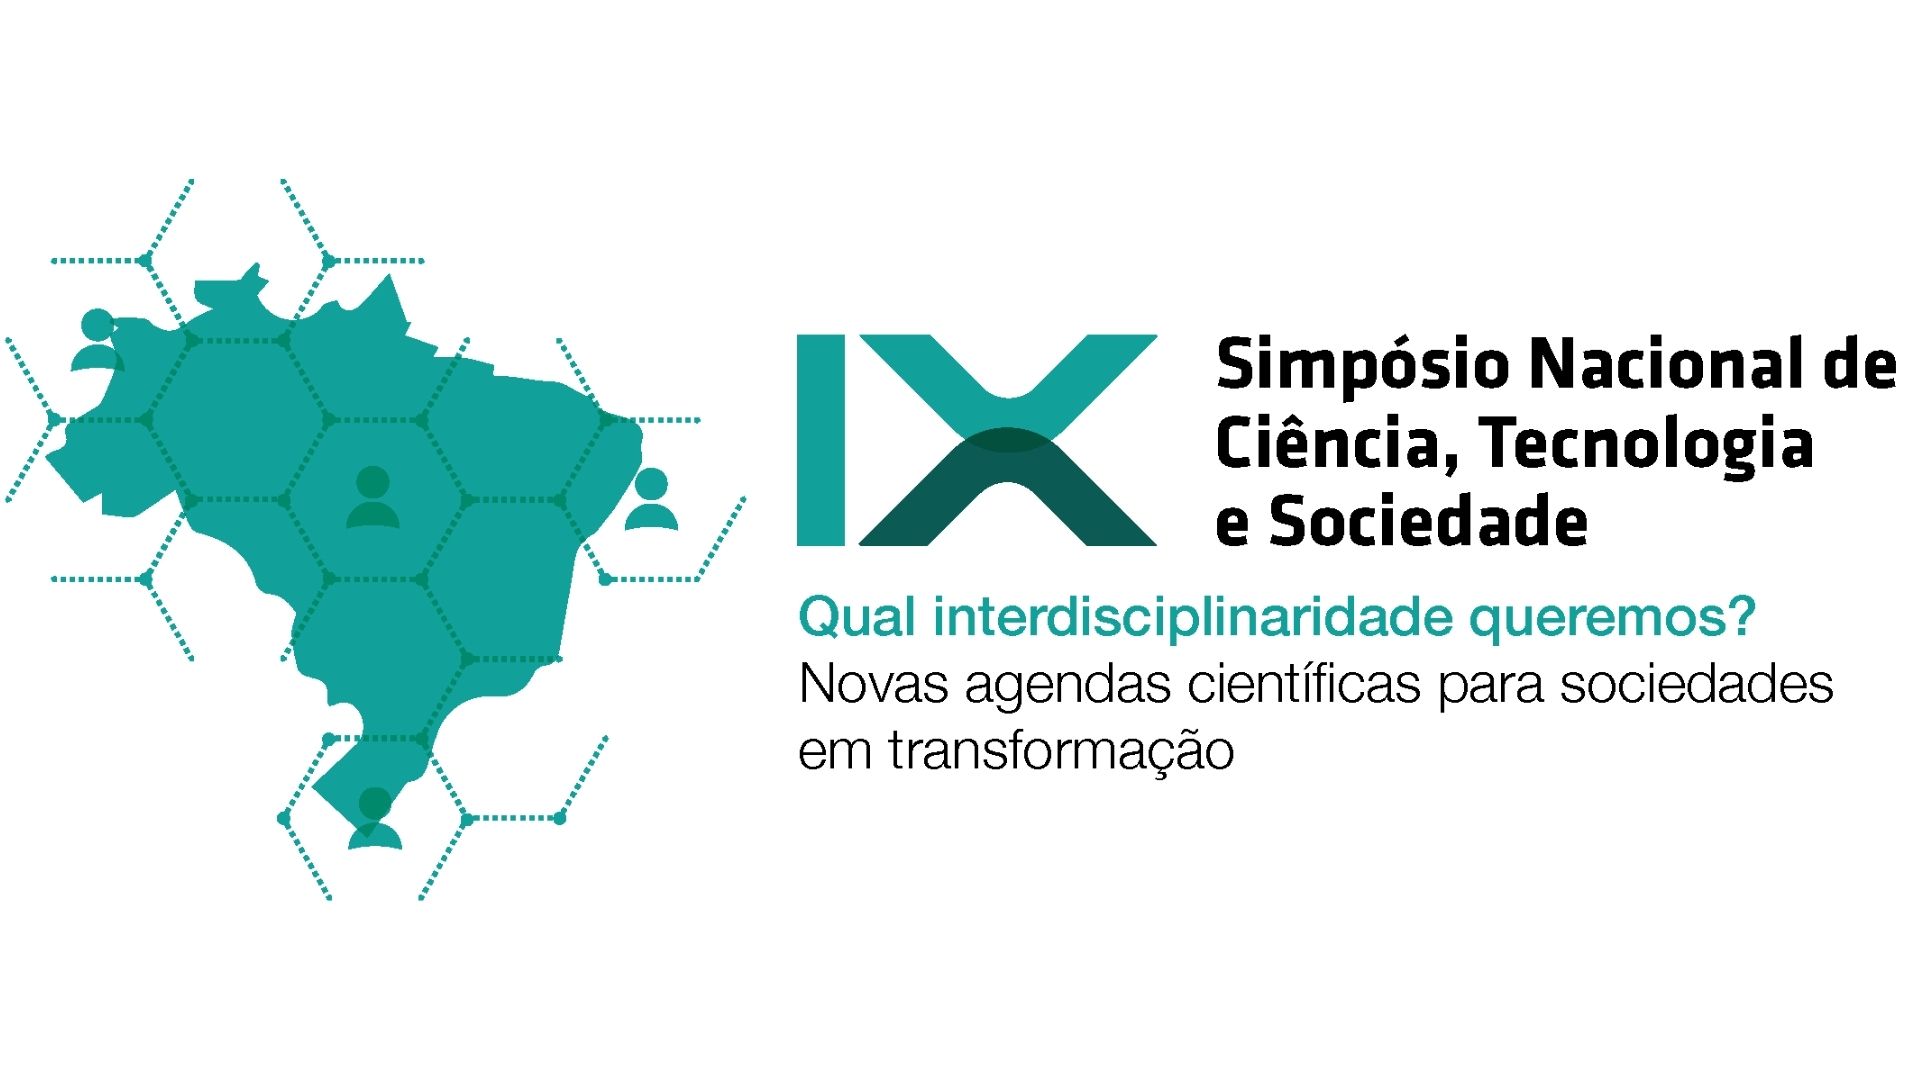 IX
Simpósio Nacional de
Ciência, Tecnologia
e Sociedade
Qual interdisciplinaridade queremos?
Novas agendas científicas para sociedades
em transformação